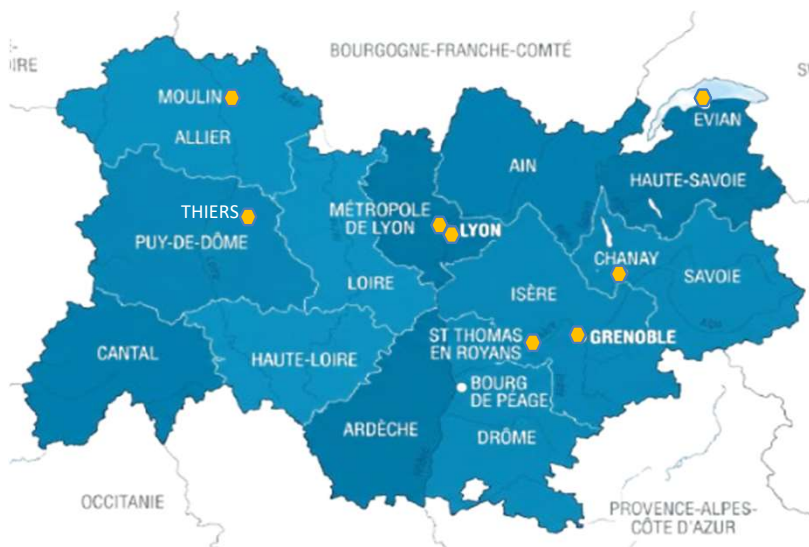 BOURGOGNE-FRANCHE-COMTÉ
IRE
MOULIN
ALLIER
EVIAN
AIN
HAUTE-SAVOIE
THIERS
PUY-DE-DÔME
MÉTROPOLE
DE LYON
LYON
CHANAY
SAVOIE
LOIRE
ISÈRE
ST THOMAS
EN ROYANS
GRENOBLE
CANTAL
HAUTE-LOIRE
BOURG
DE PÉAGE
ARDÈCHE
DRÔME
OCCITANIE
PROVENCE-ALPES-
CÔTE D'AZUR